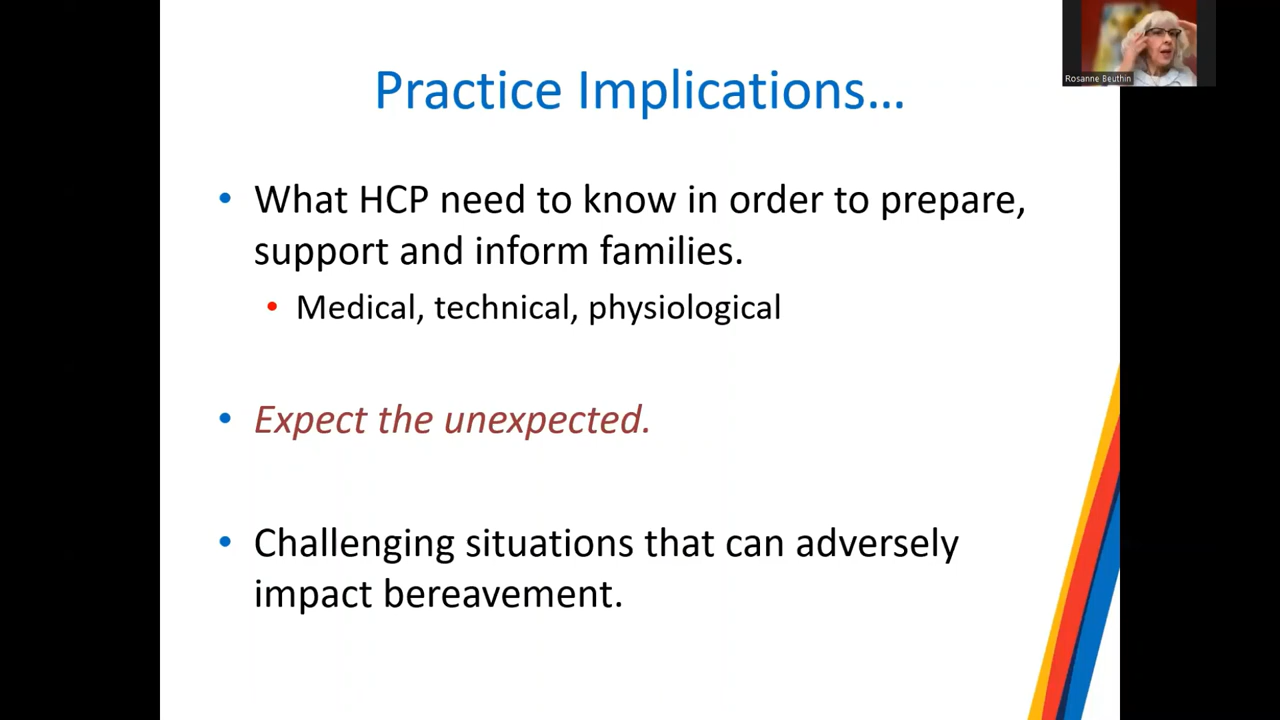 Practice Implications…
Rosanne Beuthin
• What HCP need to know in order to prepare,
support and inform families.
• Medical, technical, physiological
• Expect the unexpected.
• Challenging situations that can adversely
impact bereavement.